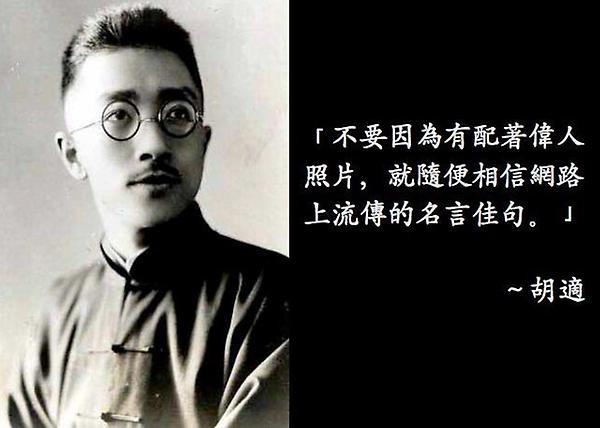 「不要因為有配著偉人
照片，就隨便相信網路
上流傳的名言佳句。」
～胡適